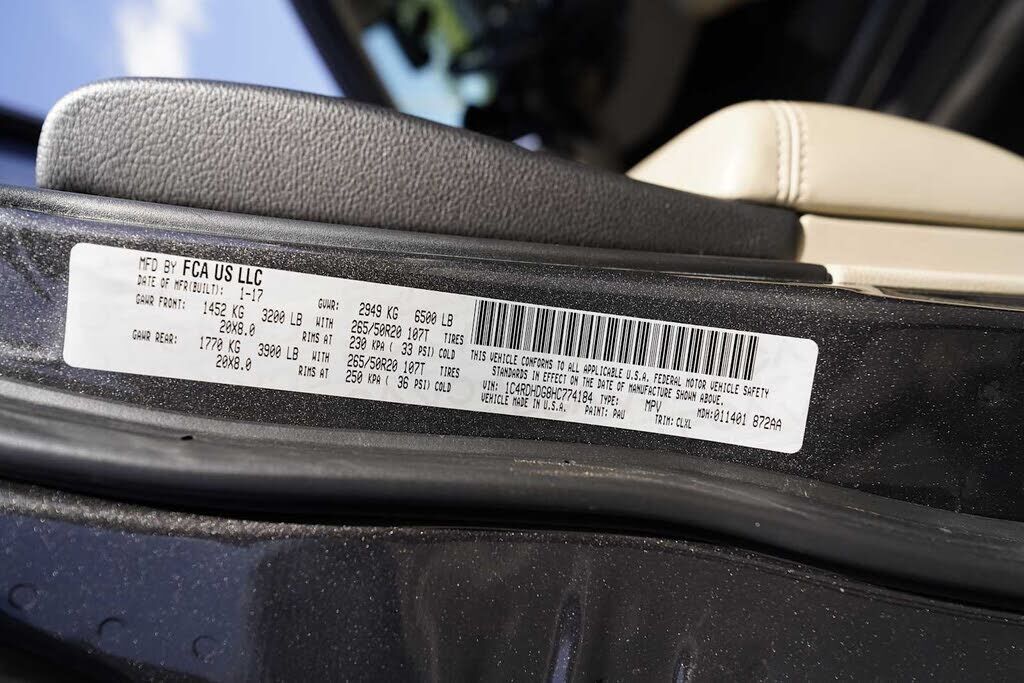 MFD BY FCA US LLC
DATE OF MFR(BUILT): 1-17
GVWR: 2949 KG 6500 LB
GAWR FRONT: 1452 KG 3200 LB WITH 265/50R20 107T TIRES
20X8.0 RIMS AT 230 KPA ( 33 PSI) COLD
GAWR REAR: 1770 KG 3900 LB WITH 265/50R20 107T TIRES
20X8.0 RIMS AT 250 KPA ( 36 PSI) COLD
THIS VEHICLE CONFORMS TO ALL APPLICABLE U.S.A. FEDERAL MOTOR VEHICLE SAFETY
STANDARDS IN EFFECT ON THE DATE OF MANUFACTURE SHOWN ABOVE.
VIN: 1C4RDHDG8HC774184 TYPE: MPV MDH:011401 872AA
VEHICLE MADE IN U.S.A. PAINT: PAU TRIM: CLXL